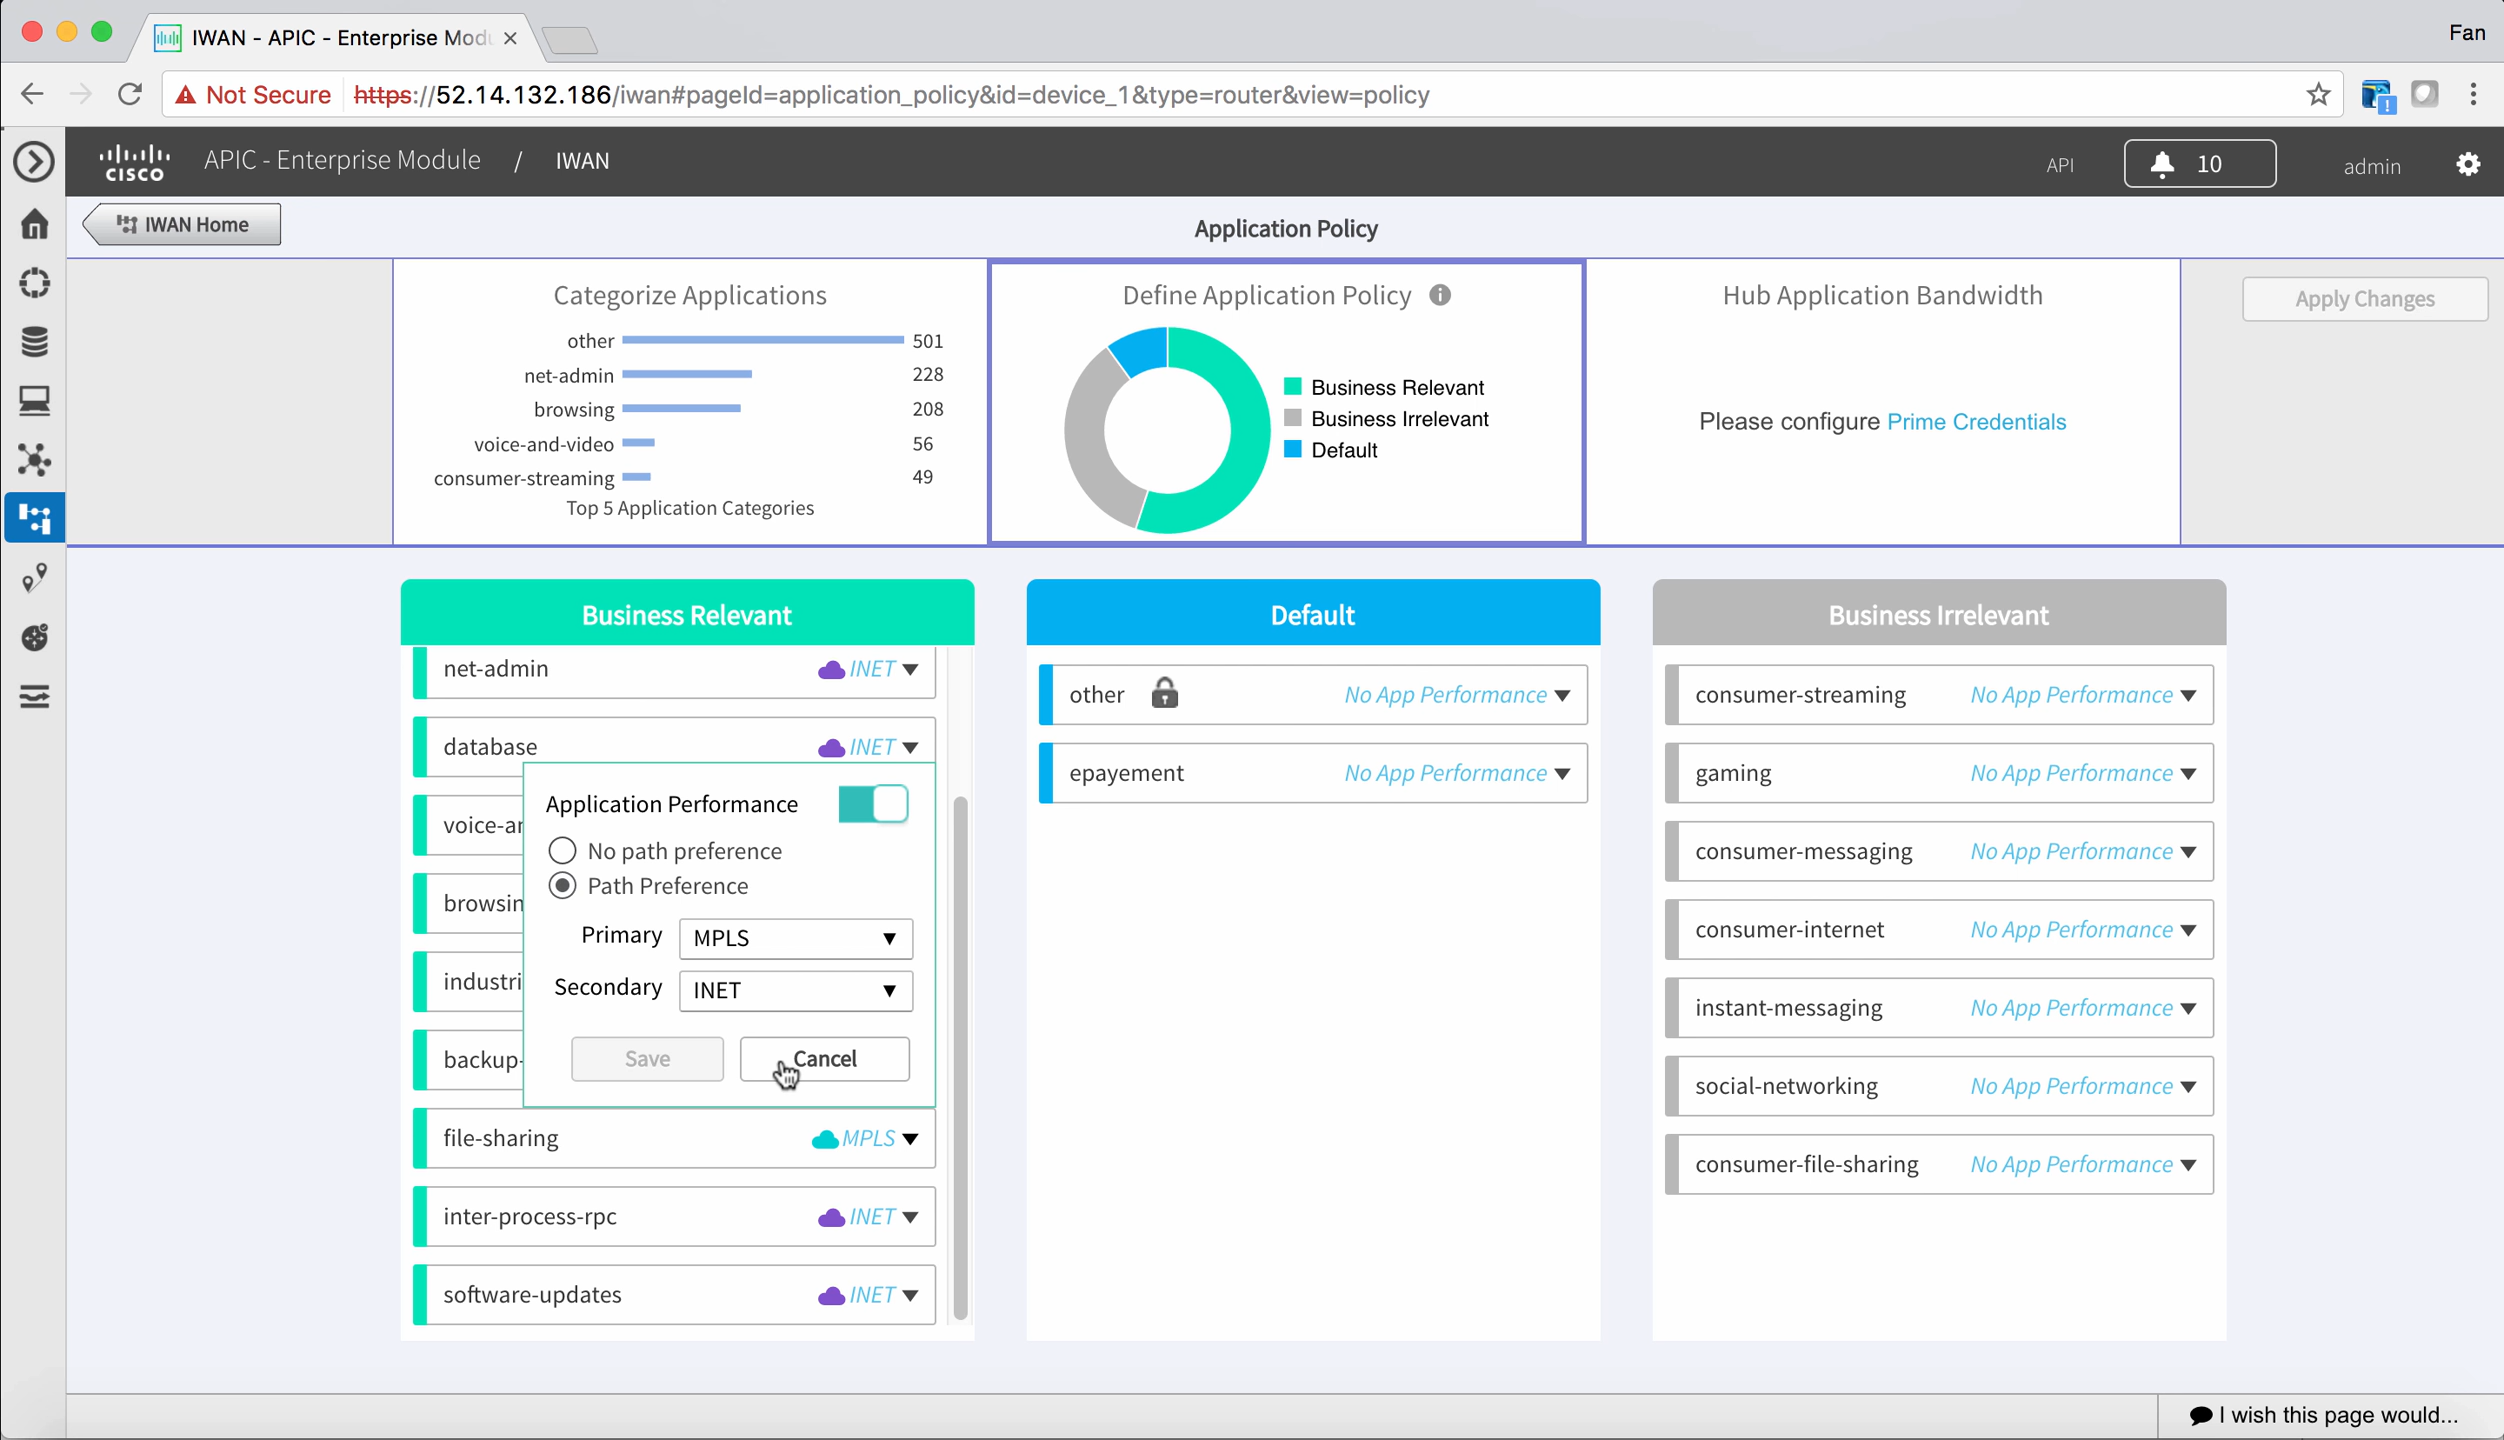 IWAN - APIC - Enterprise Modu
Fan
Not Secure
https://52.14.132.186/iwan#pageId=application_policy&id=device_1&type=router&view=policy
CISCO
APIC - Enterprise Module / IWAN
API
10
admin
IWAN Home
Application Policy
Categorize Applications
other 501
net-admin 228
browsing 208
voice-and-video 56
consumer-streaming 49
Top 5 Application Categories
Define Application Policy
Business Relevant
Business Irrelevant
Default
Hub Application Bandwidth
Please configure Prime Credentials
Apply Changes
Business Relevant
net-admin INET
database INET
voice-an
browsin
industri
backup-
Application Performance
No path preference
Path Preference
Primary MPLS
Secondary INET
Save Cancel
file-sharing MPLS
inter-process-rpc INET
software-updates INET
Default
other No App Performance
epayement No App Performance
Business Irrelevant
consumer-streaming No App Performance
gaming No App Performance
consumer-messaging No App Performance
consumer-internet No App Performance
instant-messaging No App Performance
social-networking No App Performance
consumer-file-sharing No App Performance
I wish this page would...